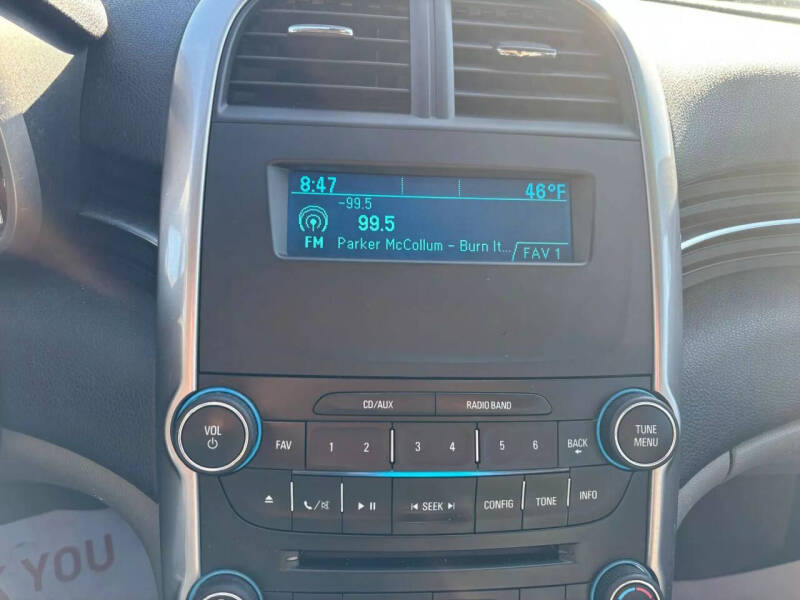 8:47 46°F
-99.5
99.5
FM Parker McCollum - Burn It... FAV 1
CD/AUX RADIO BAND
VOL
FAV 1 2 3 4 5 6 BACK
TUNE
MENU
SEEK CONFIG TONE INFO
YOU